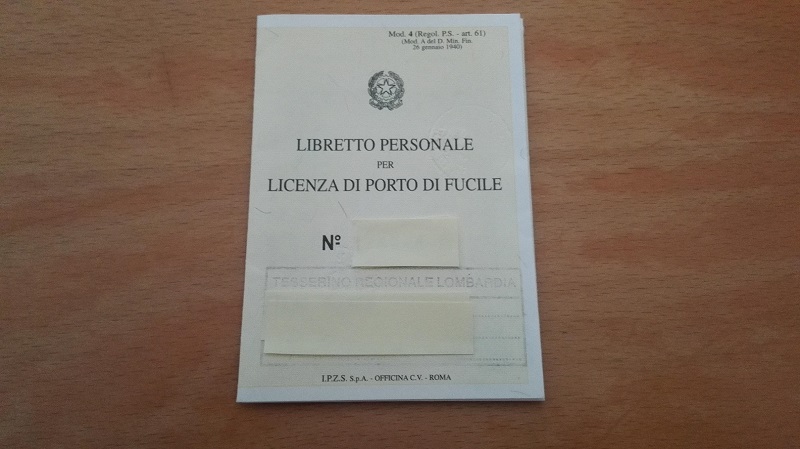 Mod. 4 (Regol. P.S. - art. 61)
(Mod. A del D. Min. Fin.
26 gennaio 1940)
LIBRETTO PERSONALE
PER
LICENZA DI PORTO DI FUCILE
Nº
TESSERINO REGIONALE LOMBARDIA
I.P.Z.S. S.p.A. - OFFICINA C.V. - ROMA